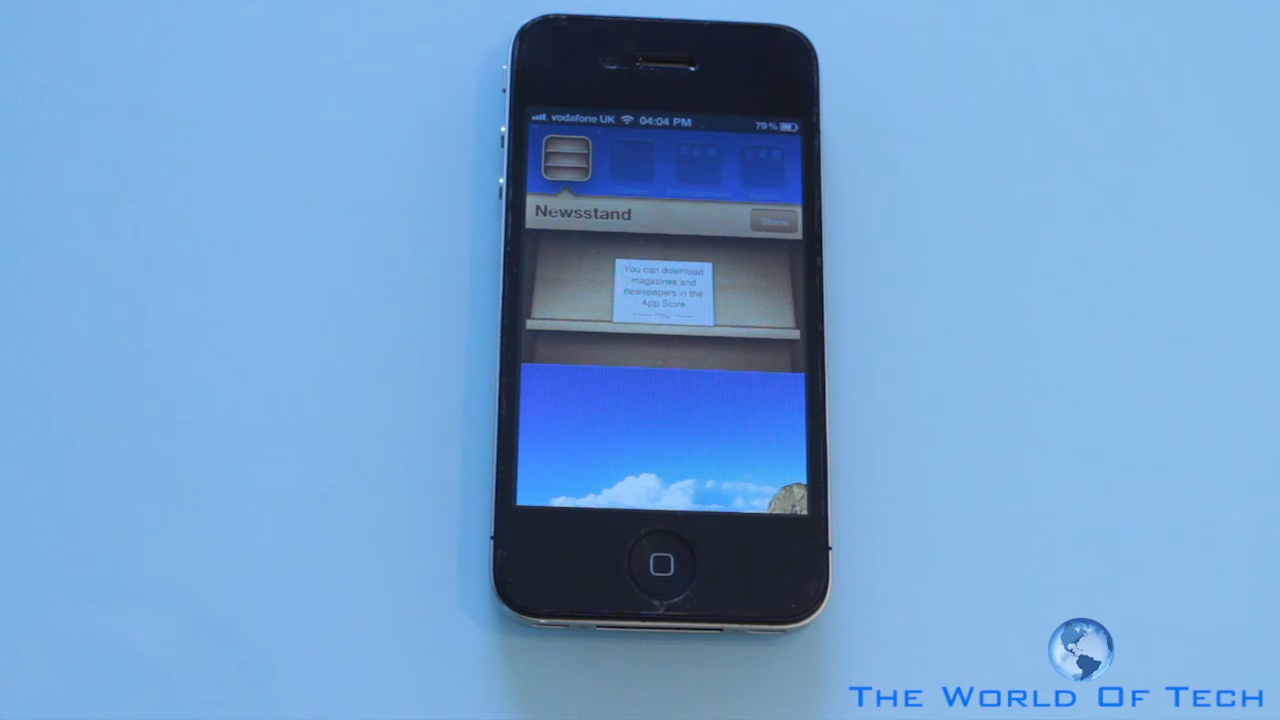 vodafone UK 04:04 PM 79%
Newsstand
Store
You can download
magazines and
newspapers in the
App Store
THE WORLD OF TECH